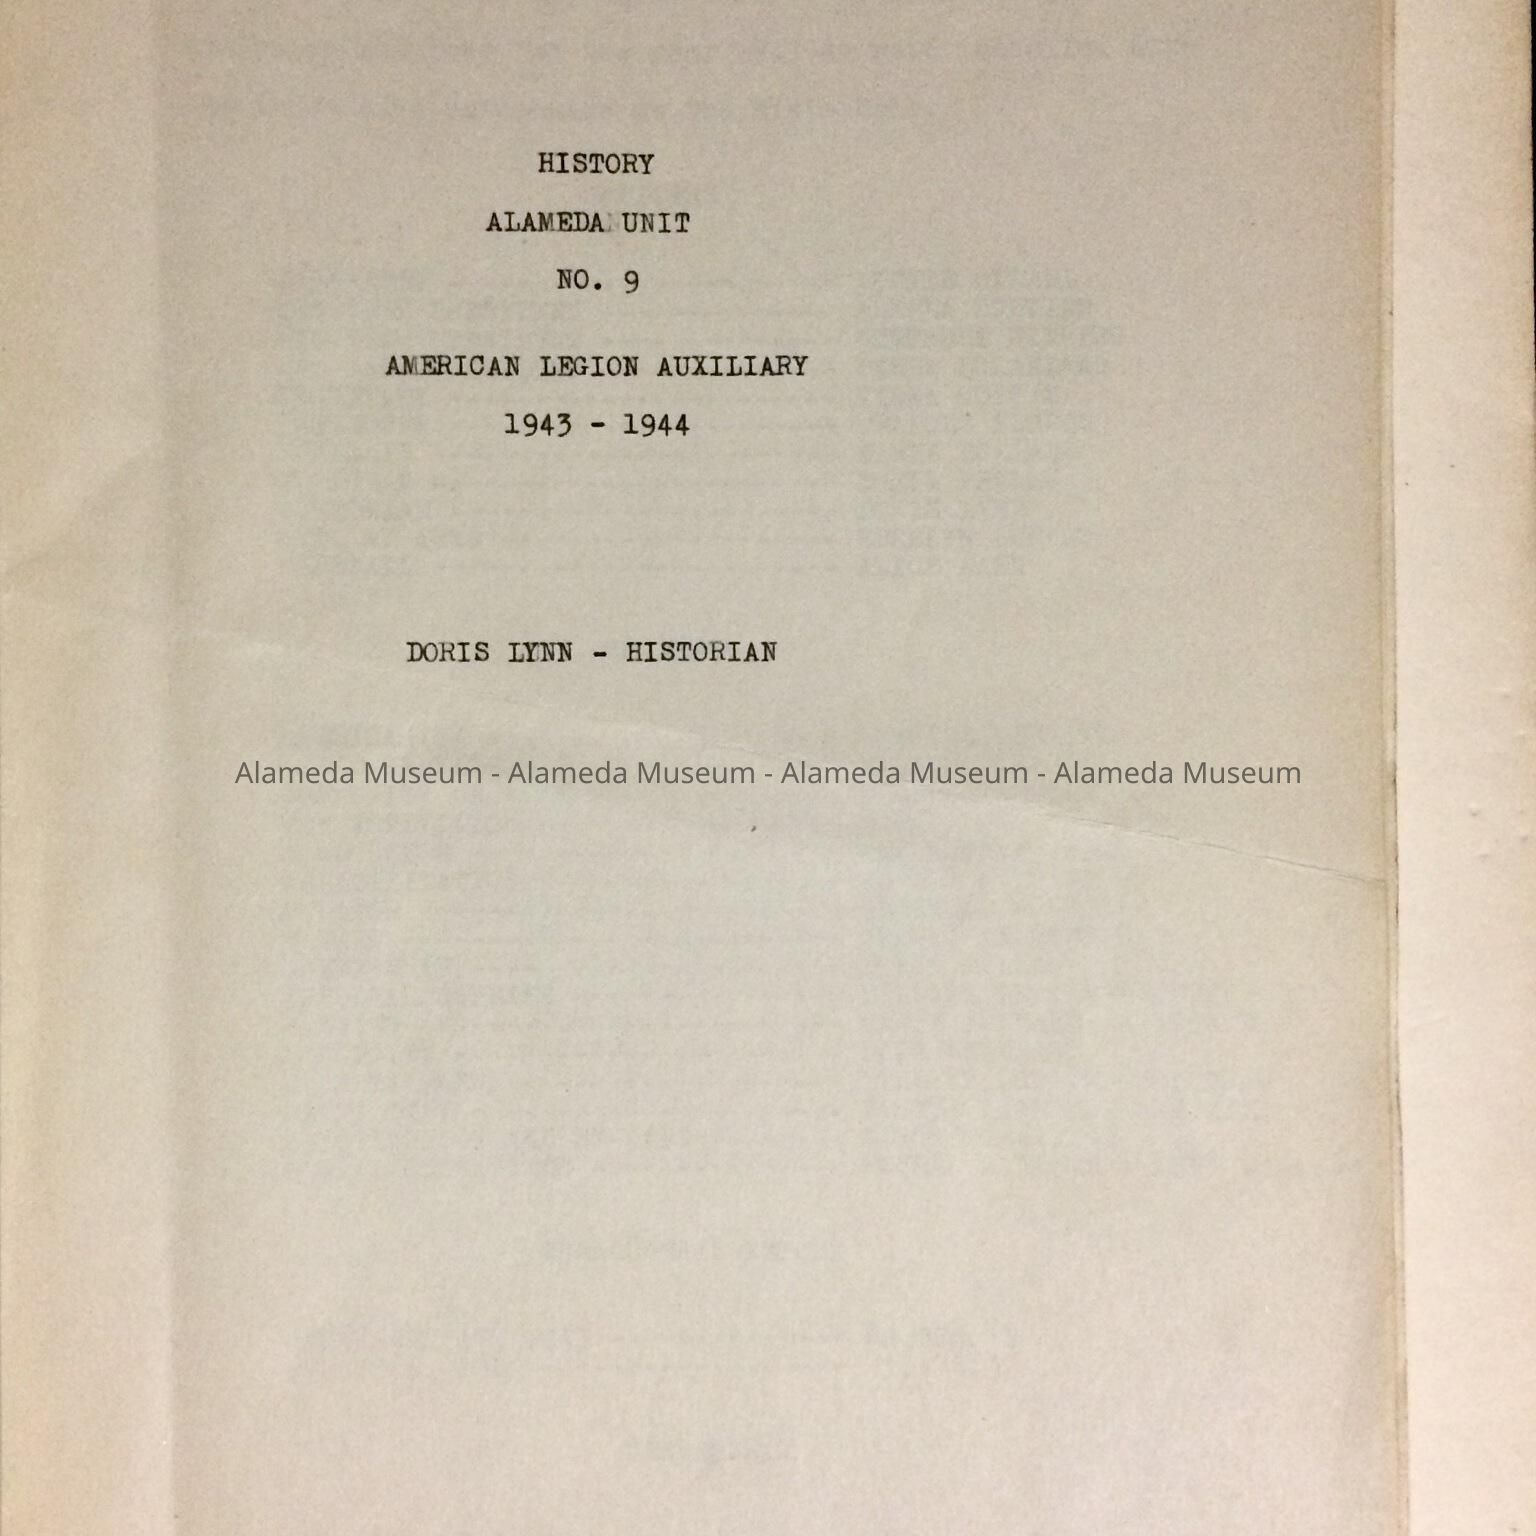 HISTORY
ALAMEDA UNIT
NO. 9
AMERICAN LEGION AUXILIARY
1943 - 1944
DORIS LYNN - HISTORIAN
Alameda Museum - Alameda Museum - Alameda Museum - Alameda Museum